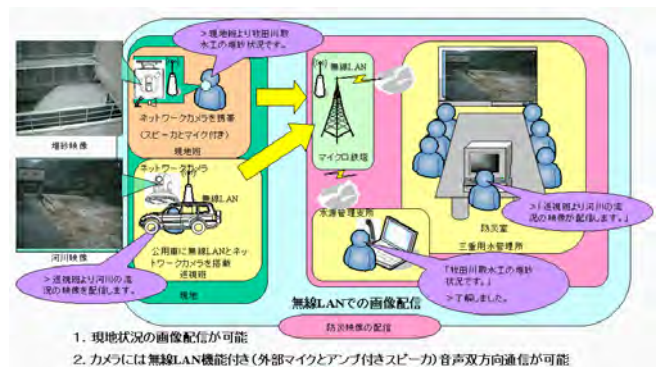 >現地班より牧田川取
水工の堆砂状況です。
無線LAN
ネットワークカメラを携帯
(スピーカとマイク付き)
現地班
堆砂映像
マイクロ鉄塔
ネットワークカメラ
無線LAN
水源管理支所
>「巡視班より河川の流
況の映像が配信します。」
防災室
三重用水管理所
公用車に無線LANとネッ
トワークカメラを搭載
巡視班
河川映像
>巡視班より河川の流
況の映像を配信します。
現地
「牧田川取水工の堆砂
状況です。」
>了解しました。
無線LANでの画像配信
防災映像の配信
1. 現地状況の画像配信が可能
2. カメラには無線LAN機能付き(外部マイクとアンプ付きスピーカ)音声双方向通信が可能